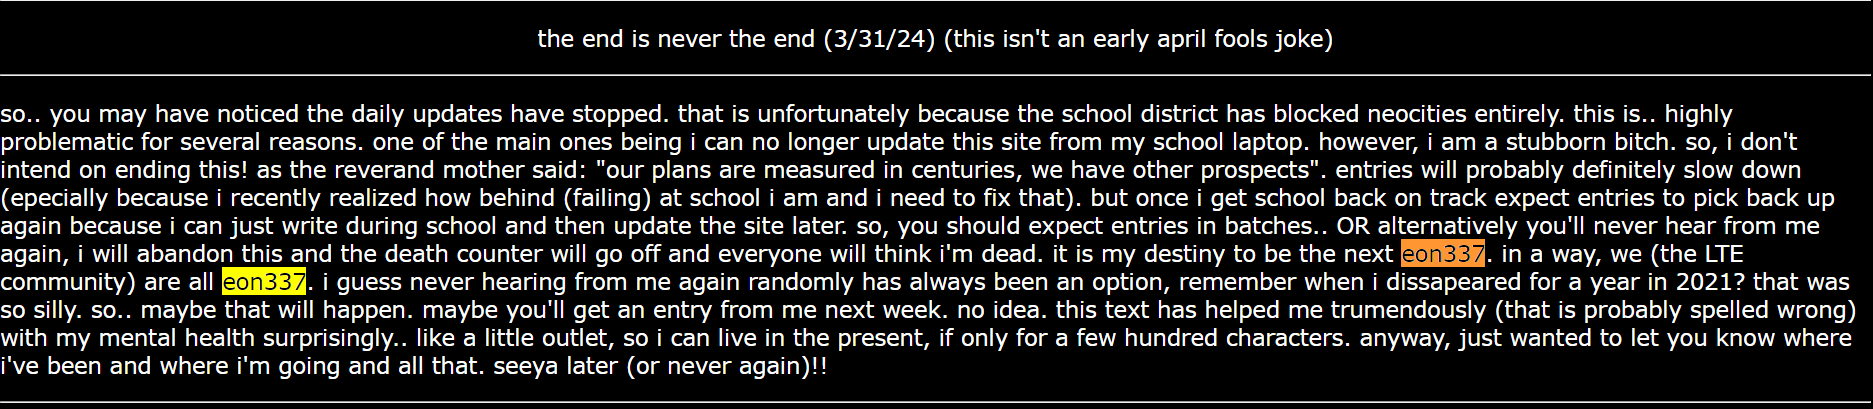 the end is never the end (3/31/24) (this isn't an early april fools joke)
so.. you may have noticed the daily updates have stopped. that is unfortunately because the school district has blocked neocities entirely. this is.. highly
problematic for several reasons. one of the main ones being i can no longer update this site from my school laptop. however, i am a stubborn bitch. so, i don't
intend on ending this! as the reverand mother said: "our plans are measured in centuries, we have other prospects". entries will probably definitely slow down
(epecially because i recently realized how behind (failing) at school i am and i need to fix that). but once i get school back on track expect entries to pick back up
again because i can just write during school and then update the site later. so, you should expect entries in batches.. OR alternatively you'll never hear from me
again, i will abandon this and the death counter will go off and everyone will think i'm dead. it is my destiny to be the next eon337. in a way, we (the LTE
community) are all eon337. i guess never hearing from me again randomly has always been an option, remember when i dissapeared for a year in 2021? that was
so silly. so.. maybe that will happen. maybe you'll get an entry from me next week. no idea. this text has helped me trumendously (that is probably spelled wrong)
with my mental health surprisingly.. like a little outlet, so i can live in the present, if only for a few hundred characters. anyway, just wanted to let you know where
i've been and where i'm going and all that. seeya later (or never again)!!